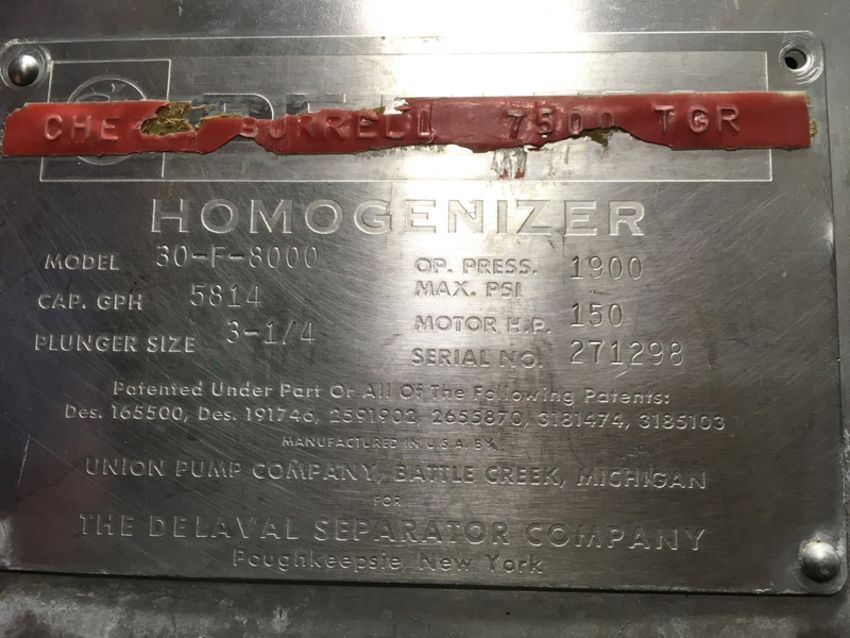 CHE BURRELL 7500 TGR
HOMOGENIZER
MODEL 30-F-8000
CAP. GPH 5814
PLUNGER SIZE 3-1/4
OP. PRESS. 1900
MAX. PSI
MOTOR H.P. 150
SERIAL NO. 271298
Patented Under Part Or All Of The Following Patents:
Des. 165500, Des. 191746, 2591902, 2655870, 3181474, 3185103
MANUFACTURED IN U.S.A. BY
UNION PUMP COMPANY, BATTLE CREEK, MICHIGAN
FOR
THE DELAVAL SEPARATOR COMPANY
Poughkeepsie, New York